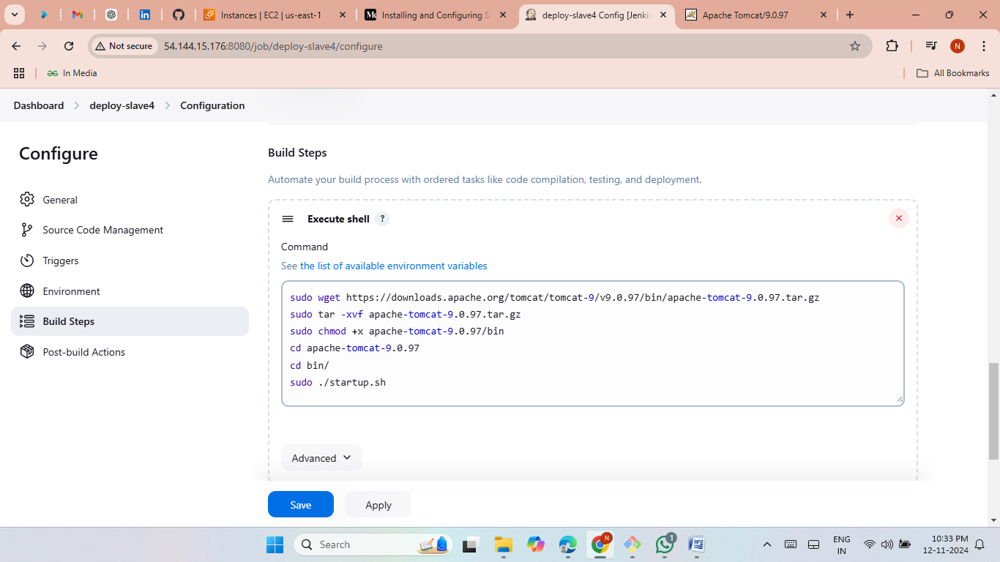 Instances | EC2 | us-east-1
Installing and Configuring S
deploy-slave4 Config [Jenki
Apache Tomcat/9.0.97
Not secure
54.144.15.176:8080/job/deploy-slave4/configure
N
In Media
All Bookmarks
Dashboard
deploy-slave4
Configuration
Configure
General
Source Code Management
Triggers
Environment
Build Steps
Post-build Actions
Build Steps
Automate your build process with ordered tasks like code compilation, testing, and deployment.
Execute shell ?
Command
See the list of available environment variables
sudo wget https://downloads.apache.org/tomcat/tomcat-9/v9.0.97/bin/apache-tomcat-9.0.97.tar.gz
sudo tar -xvf apache-tomcat-9.0.97.tar.gz
sudo chmod +x apache-tomcat-9.0.97/bin
cd apache-tomcat-9.0.97
cd bin/
sudo ./startup.sh
Advanced
Save
Apply
Search
N
1
ENG
IN
10:33 PM
12-11-2024